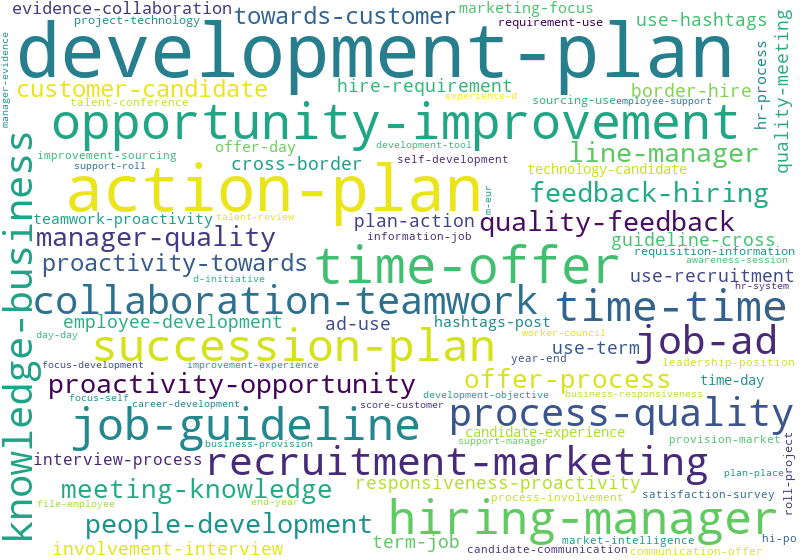 evidence-collaboration
towards-customer
marketing-focus
project-technology
requirement-use
use-hashtags
development-plan
manager-evidence
quality-meeting
hr-process
customer-candidate
hire-requirement
border-hire
talent-conference
experience-d
sourcing-use
employee-support
opportunity-improvement
development-tool
offer-day
line-manager
improvement-sourcing
cross-border
self-development
support-roll
technology-candidate
action-plan
feedback-hiring
m-eur
knowledge-business
teamwork-proactivity
talent-review
plan-action
quality-feedback
manager-quality
information-job
guideline-cross
requisition-information
proactivity-towards
time-offer
awareness-session
use-recruitment
d-initiative
hr-system
collaboration-teamwork
time-time
employee-development
ad-use
hashtags-post
day-day
succession-plan
worker-council
job-ad
use-term
year-end
focus-development
improvement-experience
leadership-position
proactivity-opportunity
offer-process
time-day
focus-self
career-development
score-customer
development-objective
business-responsiveness
job-guideline
process-quality
business-provision
candidate-experience
support-manager
provision-market
roll-project
interview-process
recruitment-marketing
plan-place
meeting-knowledge
responsiveness-proactivity
satisfaction-survey
file-employee
end-year
process-involvement
people-development
hiring-manager
term-job
market-intelligence
hi-po
involvement-interview
candidate-communication
communication-offer